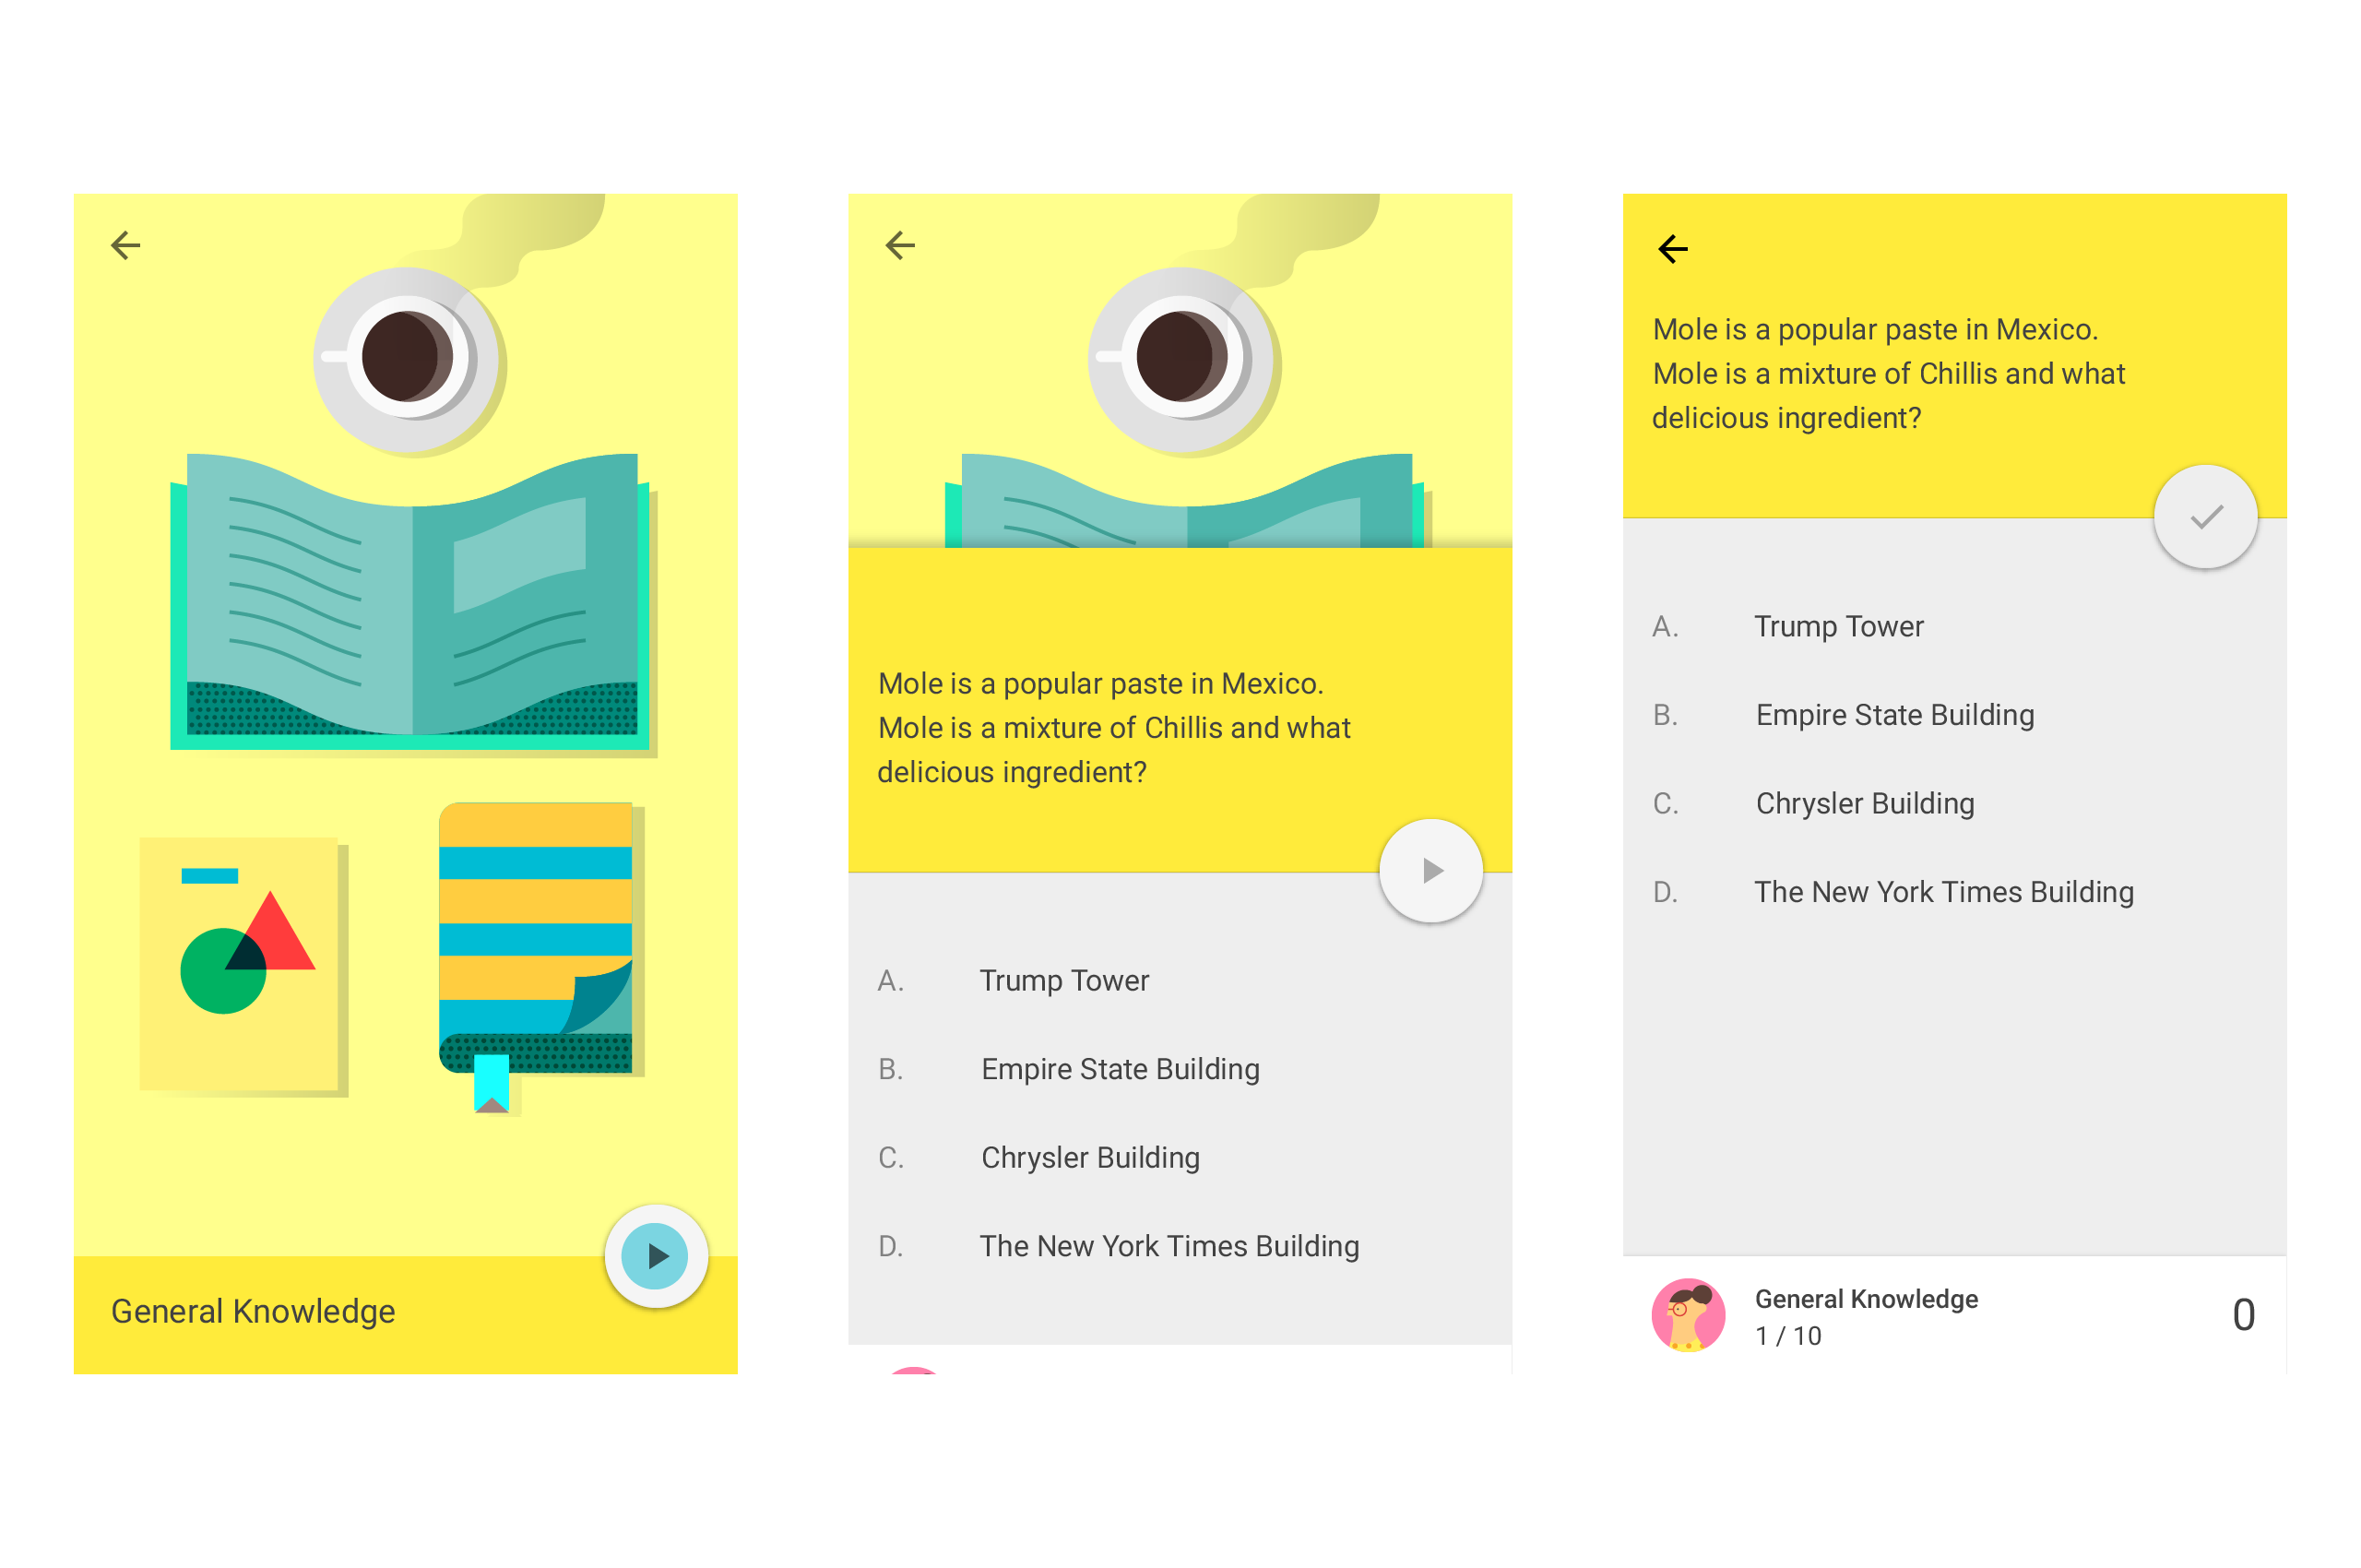 General Knowledge
Mole is a popular paste in Mexico.
Mole is a mixture of Chillis and what
delicious ingredient?
A. Trump Tower
B. Empire State Building
C. Chrysler Building
D. The New York Times Building
Mole is a popular paste in Mexico.
Mole is a mixture of Chillis and what
delicious ingredient?
A. Trump Tower
B. Empire State Building
C. Chrysler Building
D. The New York Times Building
General Knowledge
1 / 10
0